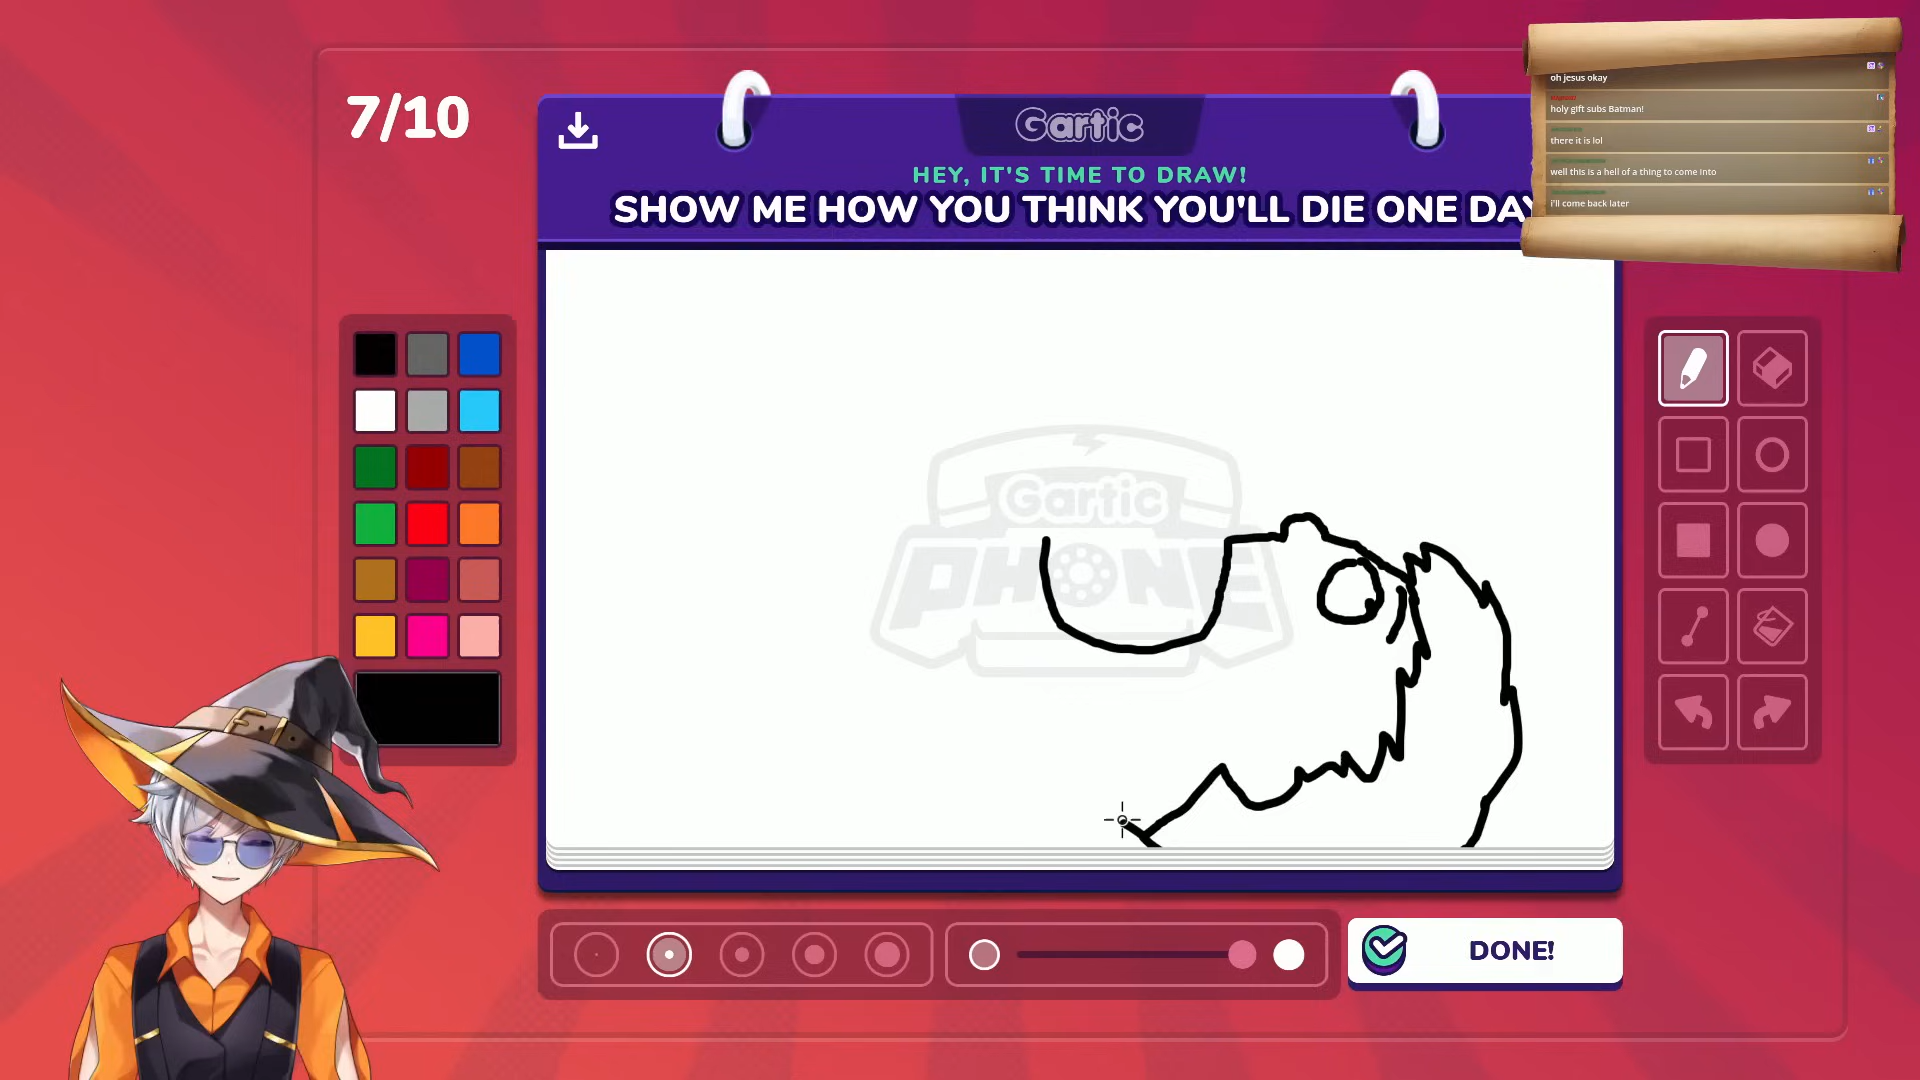 7/10
Gartic
HEY, IT'S TIME TO DRAW!
SHOW ME HOW YOU THINK YOU'LL DIE ONE DAY
oh jesus okay
holy gift subs Batman!
there it is lol
well this is a hell of a thing to come into
i'll come back later
Gartic
PHONE
DONE!